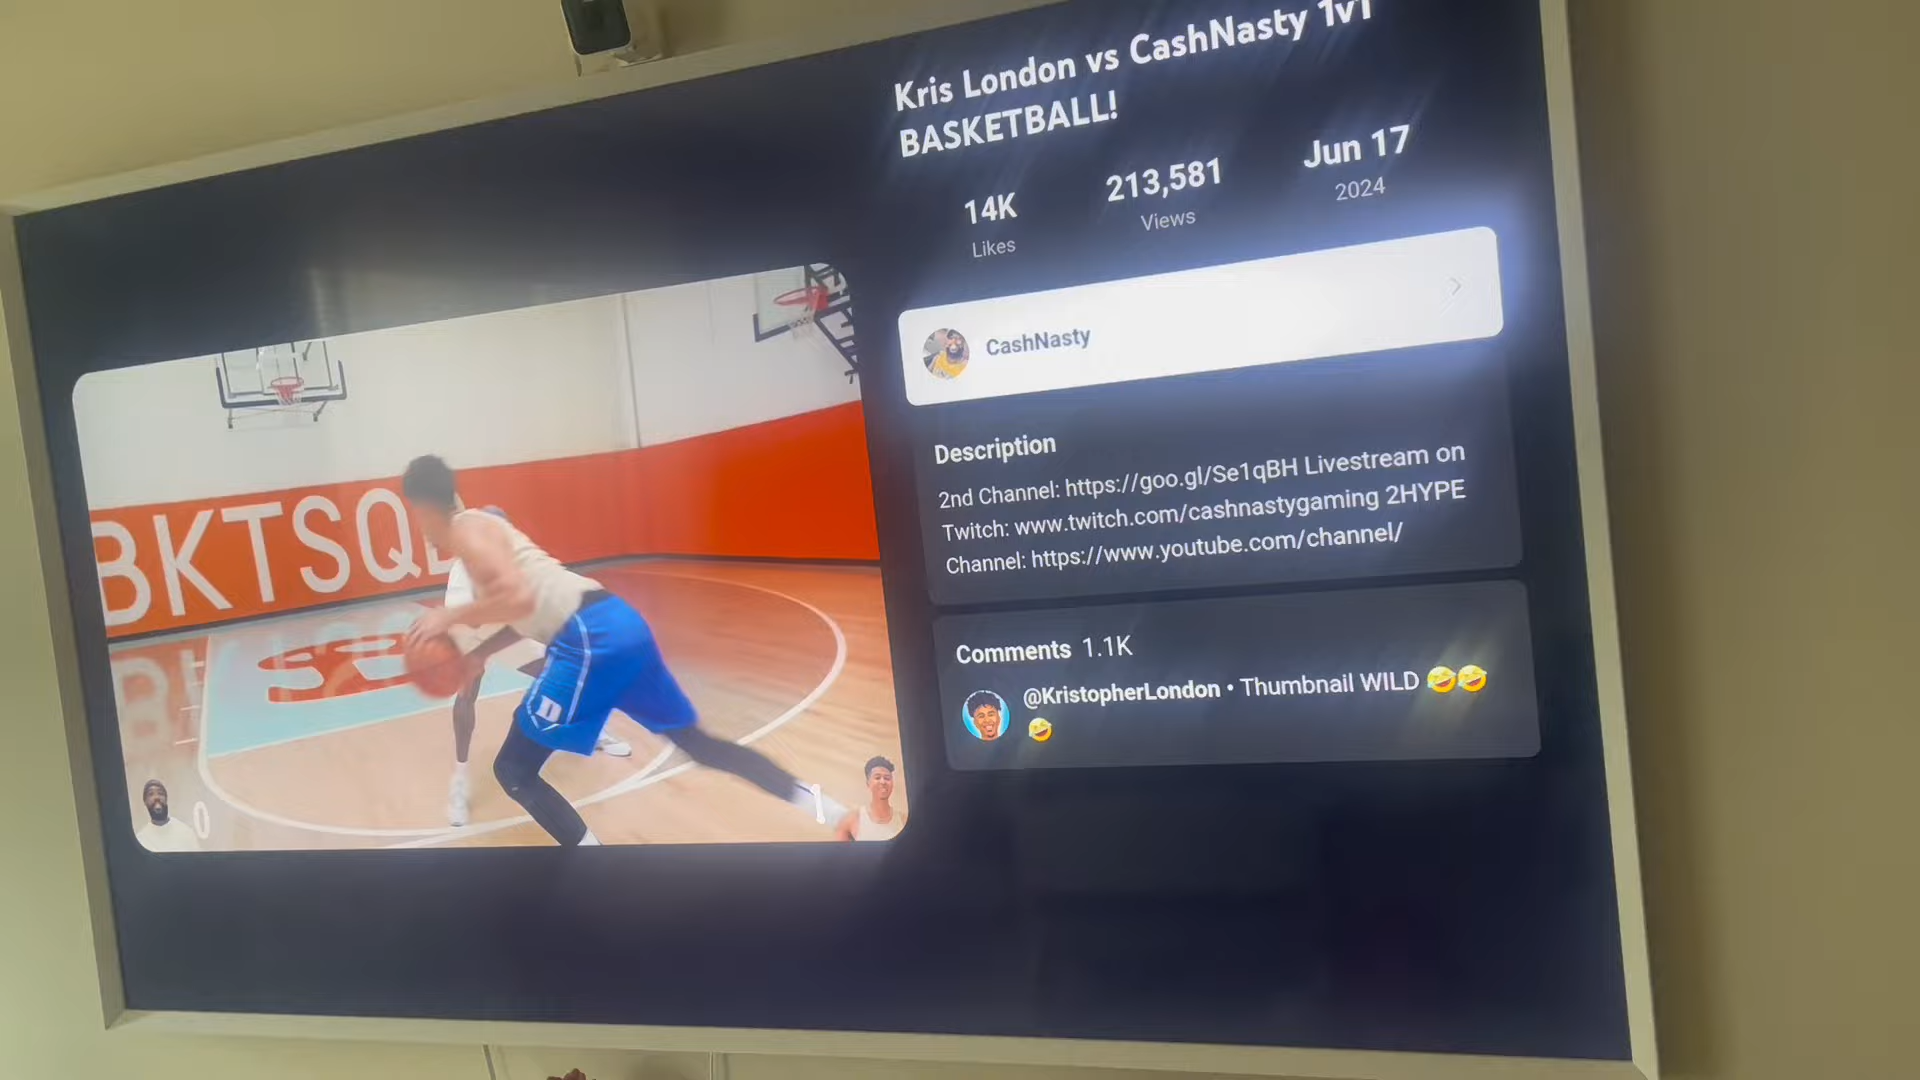 Kris London vs CashNasty 1v1
BASKETBALL!
14K
Likes
213,581
Views
Jun 17
2024
CashNasty
Description
2nd Channel: https://goo.gl/Se1qBH Livestream on
Twitch: www.twitch.com/cashnastygaming 2HYPE
Channel: https://www.youtube.com/channel/
Comments 1.1K
@KristopherLondon • Thumbnail WILD 🤣🤣
🤣
BKTSQ
0
1